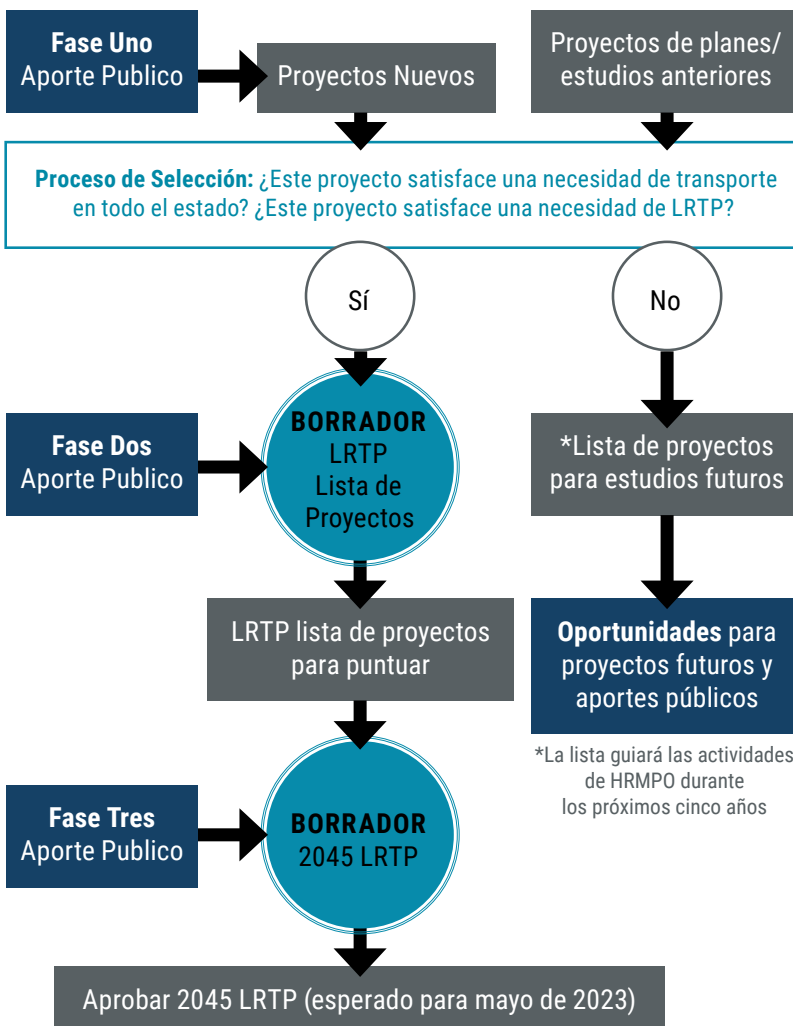 Fase Uno
Aporte Publico
Proyectos Nuevos
Proyectos de planes/
estudios anteriores
Proceso de Selección: ¿Este proyecto satisface una necesidad de transporte
en todo el estado? ¿Este proyecto satisface una necesidad de LRTP?
Sí
No
Fase Dos
Aporte Publico
BORRADOR
LRTP
Lista de
Proyectos
*Lista de proyectos
para estudios futuros
LRTP lista de proyectos
para puntuar
Oportunidades para
proyectos futuros y
aportes públicos
*La lista guiará las actividades
de HRMPO durante
los próximos cinco años
Fase Tres
Aporte Publico
BORRADOR
2045 LRTP
Aprobar 2045 LRTP (esperado para mayo de 2023)